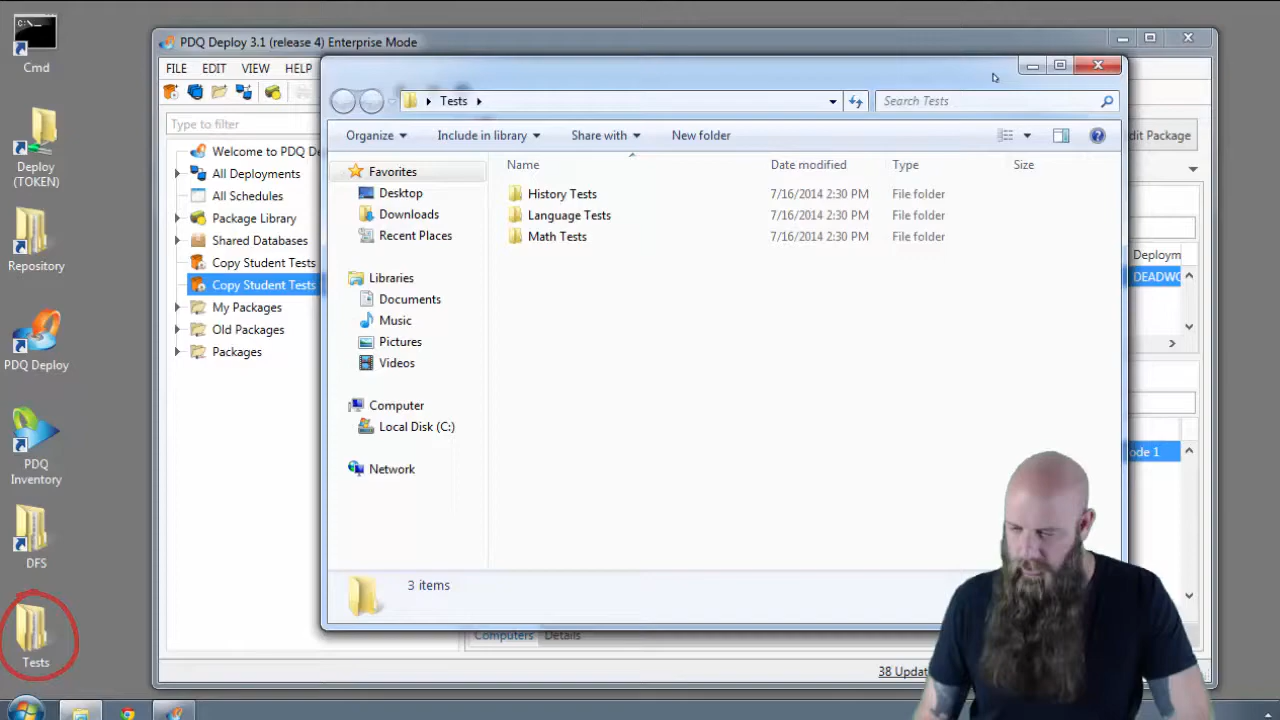 Cmd
Deploy
(TOKEN)
Repository
PDQ Deploy
PDQ
Inventory
DFS
Tests
PDQ Deploy 3.1 (release 4) Enterprise Mode
FILE EDIT VIEW HELP
Type to filter
Welcome to PDQ De
All Deployments
All Schedules
Package Library
Shared Databases
Copy Student Tests
Copy Student Tests
My Packages
Old Packages
Packages
Tests
Search Tests
Organize Include in library Share with New folder
Favorites
Desktop
Downloads
Recent Places
Libraries
Documents
Music
Pictures
Videos
Computer
Local Disk (C:)
Network
Name Date modified Type Size
History Tests 7/16/2014 2:30 PM File folder
Language Tests 7/16/2014 2:30 PM File folder
Math Tests 7/16/2014 2:30 PM File folder
3 items
dit Package
Deploym
DEADWO
ode 1
Computers Details
38 Updat